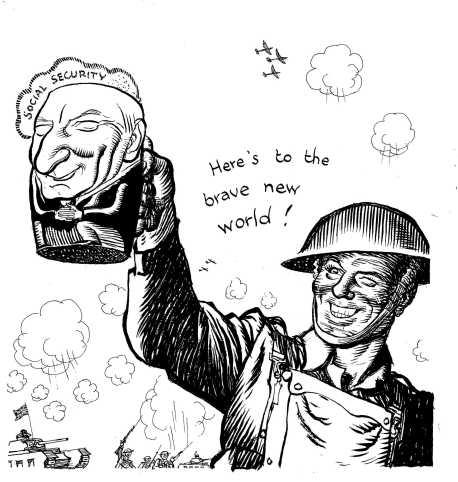 SOCIAL SECURITY
Here's to the
brave new
world!